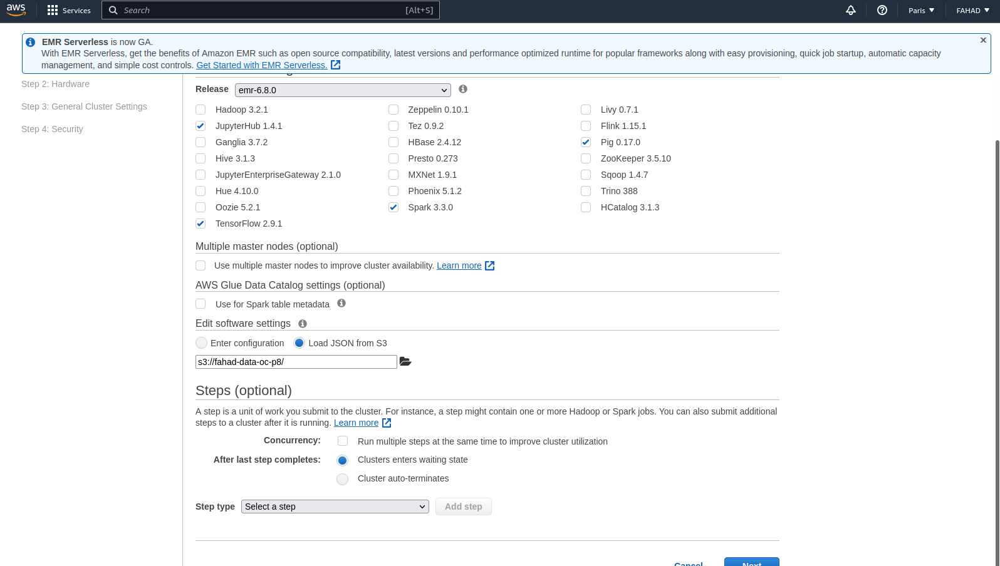 aws
Services
Search
[Alt+S]
Paris
FAHAD
EMR Serverless is now GA.
With EMR Serverless, get the benefits of Amazon EMR such as open source compatibility, latest versions and performance optimized runtime for popular frameworks along with easy provisioning, quick job startup, automatic capacity
management, and simple cost controls. Get Started with EMR Serverless.
Step 2: Hardware
Step 3: General Cluster Settings
Step 4: Security
Release emr-6.8.0
Hadoop 3.2.1 Zeppelin 0.10.1 Livy 0.7.1
JupyterHub 1.4.1 Tez 0.9.2 Flink 1.15.1
Ganglia 3.7.2 HBase 2.4.12 Pig 0.17.0
Hive 3.1.3 Presto 0.273 ZooKeeper 3.5.10
JupyterEnterpriseGateway 2.1.0 MXNet 1.9.1 Sqoop 1.4.7
Hue 4.10.0 Phoenix 5.1.2 Trino 388
Oozie 5.2.1 Spark 3.3.0 HCatalog 3.1.3
TensorFlow 2.9.1
Multiple master nodes (optional)
Use multiple master nodes to improve cluster availability. Learn more
AWS Glue Data Catalog settings (optional)
Use for Spark table metadata
Edit software settings
Enter configuration Load JSON from S3
s3://fahad-data-oc-p8/
Steps (optional)
A step is a unit of work you submit to the cluster. For instance, a step might contain one or more Hadoop or Spark jobs. You can also submit additional
steps to a cluster after it is running. Learn more
Concurrency: Run multiple steps at the same time to improve cluster utilization
After last step completes: Clusters enters waiting state
Cluster auto-terminates
Step type Select a step Add step
Cancel Next